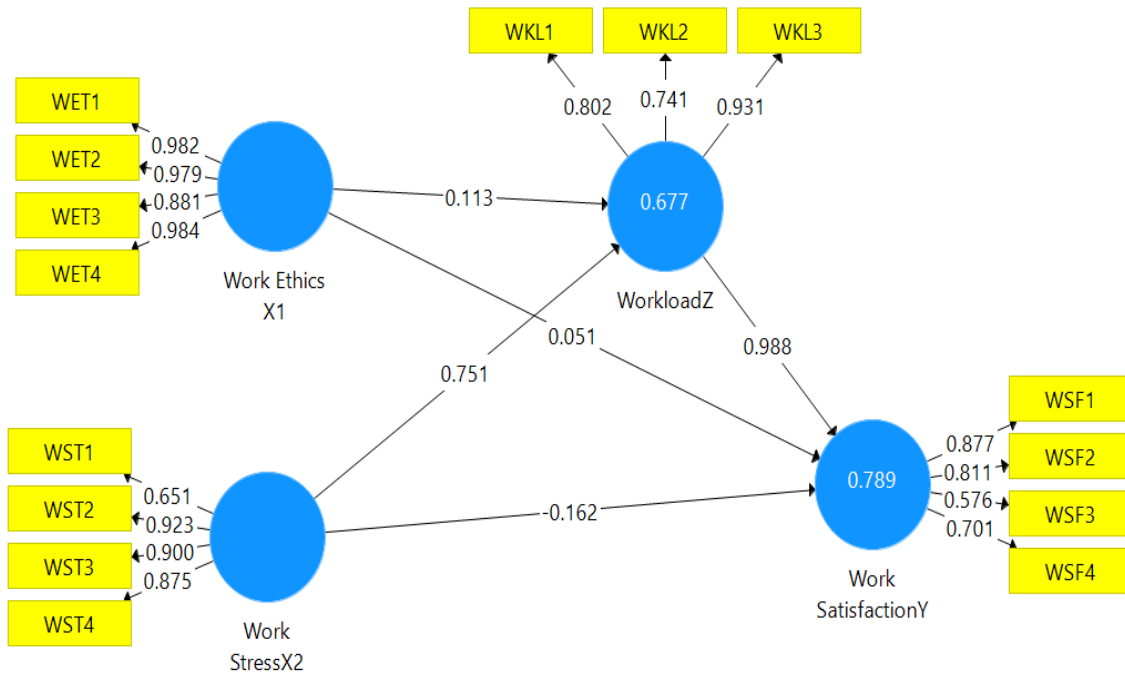 WKL1
WKL2
WKL3
0.802
0.741
0.931
WET1
WET2
WET3
WET4
0.982
0.979
0.881
0.984
Work Ethics
X1
0.113
0.677
WorkloadZ
0.051
0.751
0.988
WST1
WST2
WST3
WST4
0.651
0.923
0.900
0.875
Work
StressX2
-0.162
0.789
Work
SatisfactionY
0.877
0.811
0.576
0.701
WSF1
WSF2
WSF3
WSF4